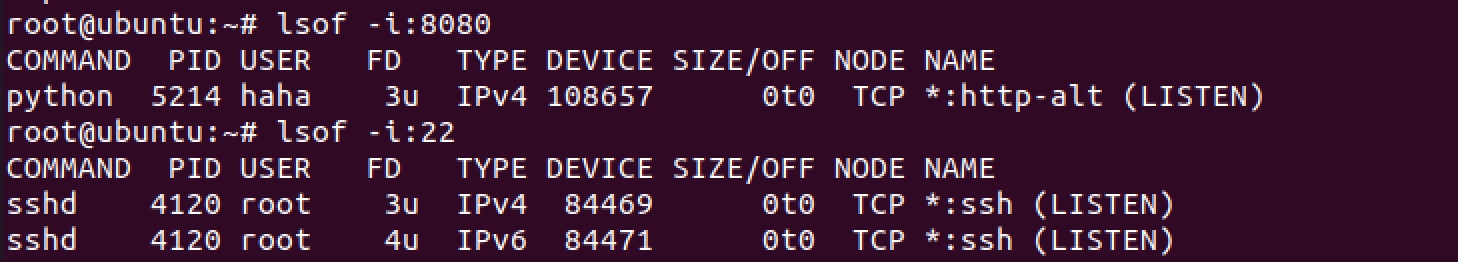 root@ubuntu:~# lsof -i:8080
COMMAND  PID USER   FD   TYPE DEVICE SIZE/OFF NODE NAME
python  5214 haha    3u  IPv4 108657      0t0  TCP *:http-alt (LISTEN)
root@ubuntu:~# lsof -i:22
COMMAND  PID USER   FD   TYPE DEVICE SIZE/OFF NODE NAME
sshd    4120 root    3u  IPv4  84469      0t0  TCP *:ssh (LISTEN)
sshd    4120 root    4u  IPv6  84471      0t0  TCP *:ssh (LISTEN)